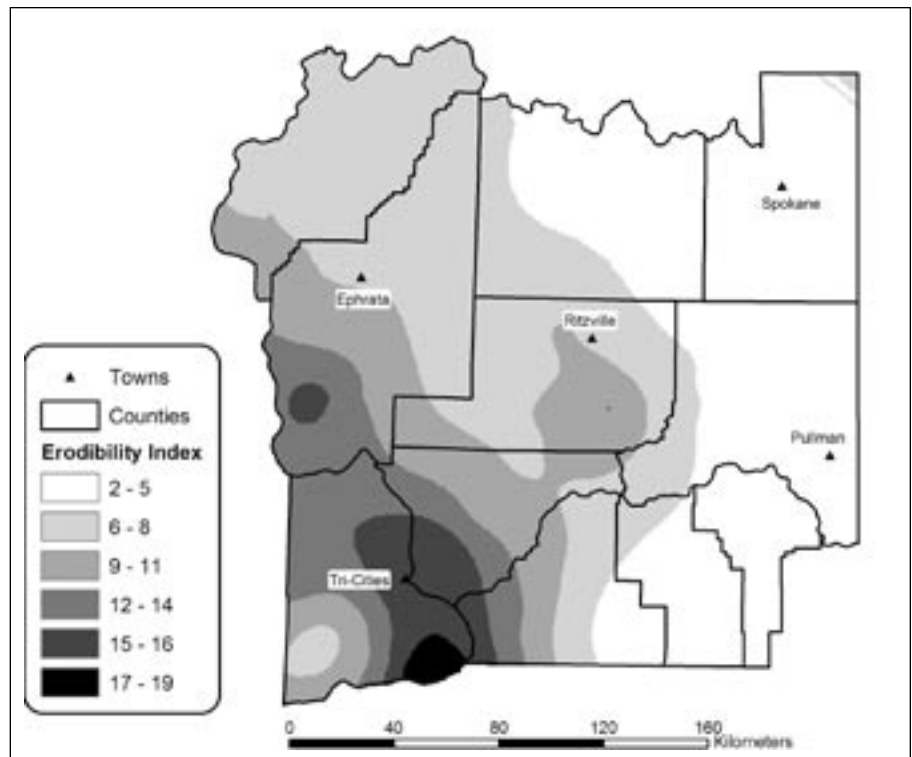 Spokane
Ephrata
Ritzville
Pullman
Tri-Cities
Towns
Counties
Erodibility Index
2 - 5
6 - 8
9 - 11
12 - 14
15 - 16
17 - 19
0 40 80 120 160
Kilometers